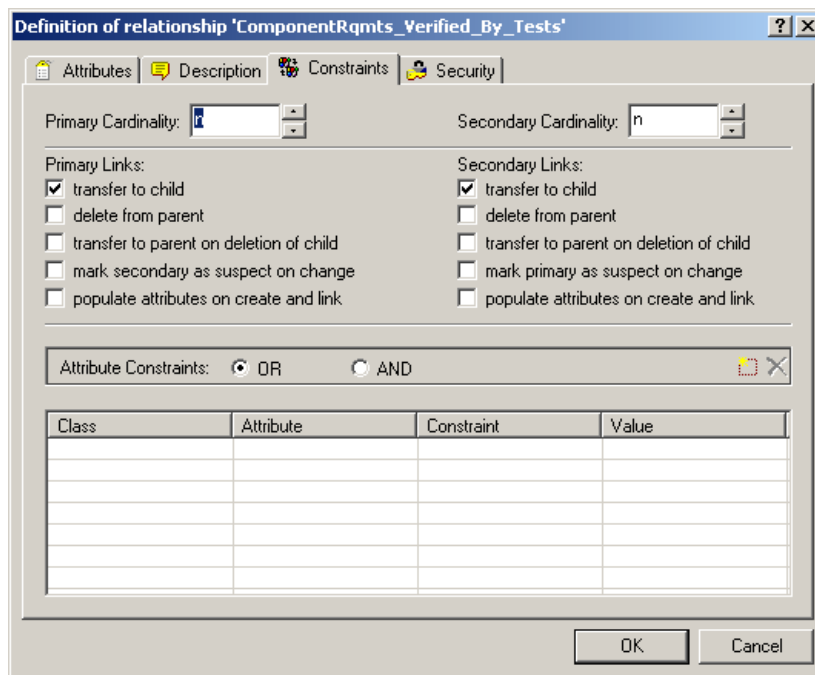 Definition of relationship 'ComponentRqmts_Verified_By_Tests'
Attributes Description Constraints Security
Primary Cardinality: n Secondary Cardinality: n
Primary Links: Secondary Links:
transfer to child transfer to child
delete from parent delete from parent
transfer to parent on deletion of child transfer to parent on deletion of child
mark secondary as suspect on change mark primary as suspect on change
populate attributes on create and link populate attributes on create and link
Attribute Constraints: OR AND
Class Attribute Constraint Value
OK Cancel